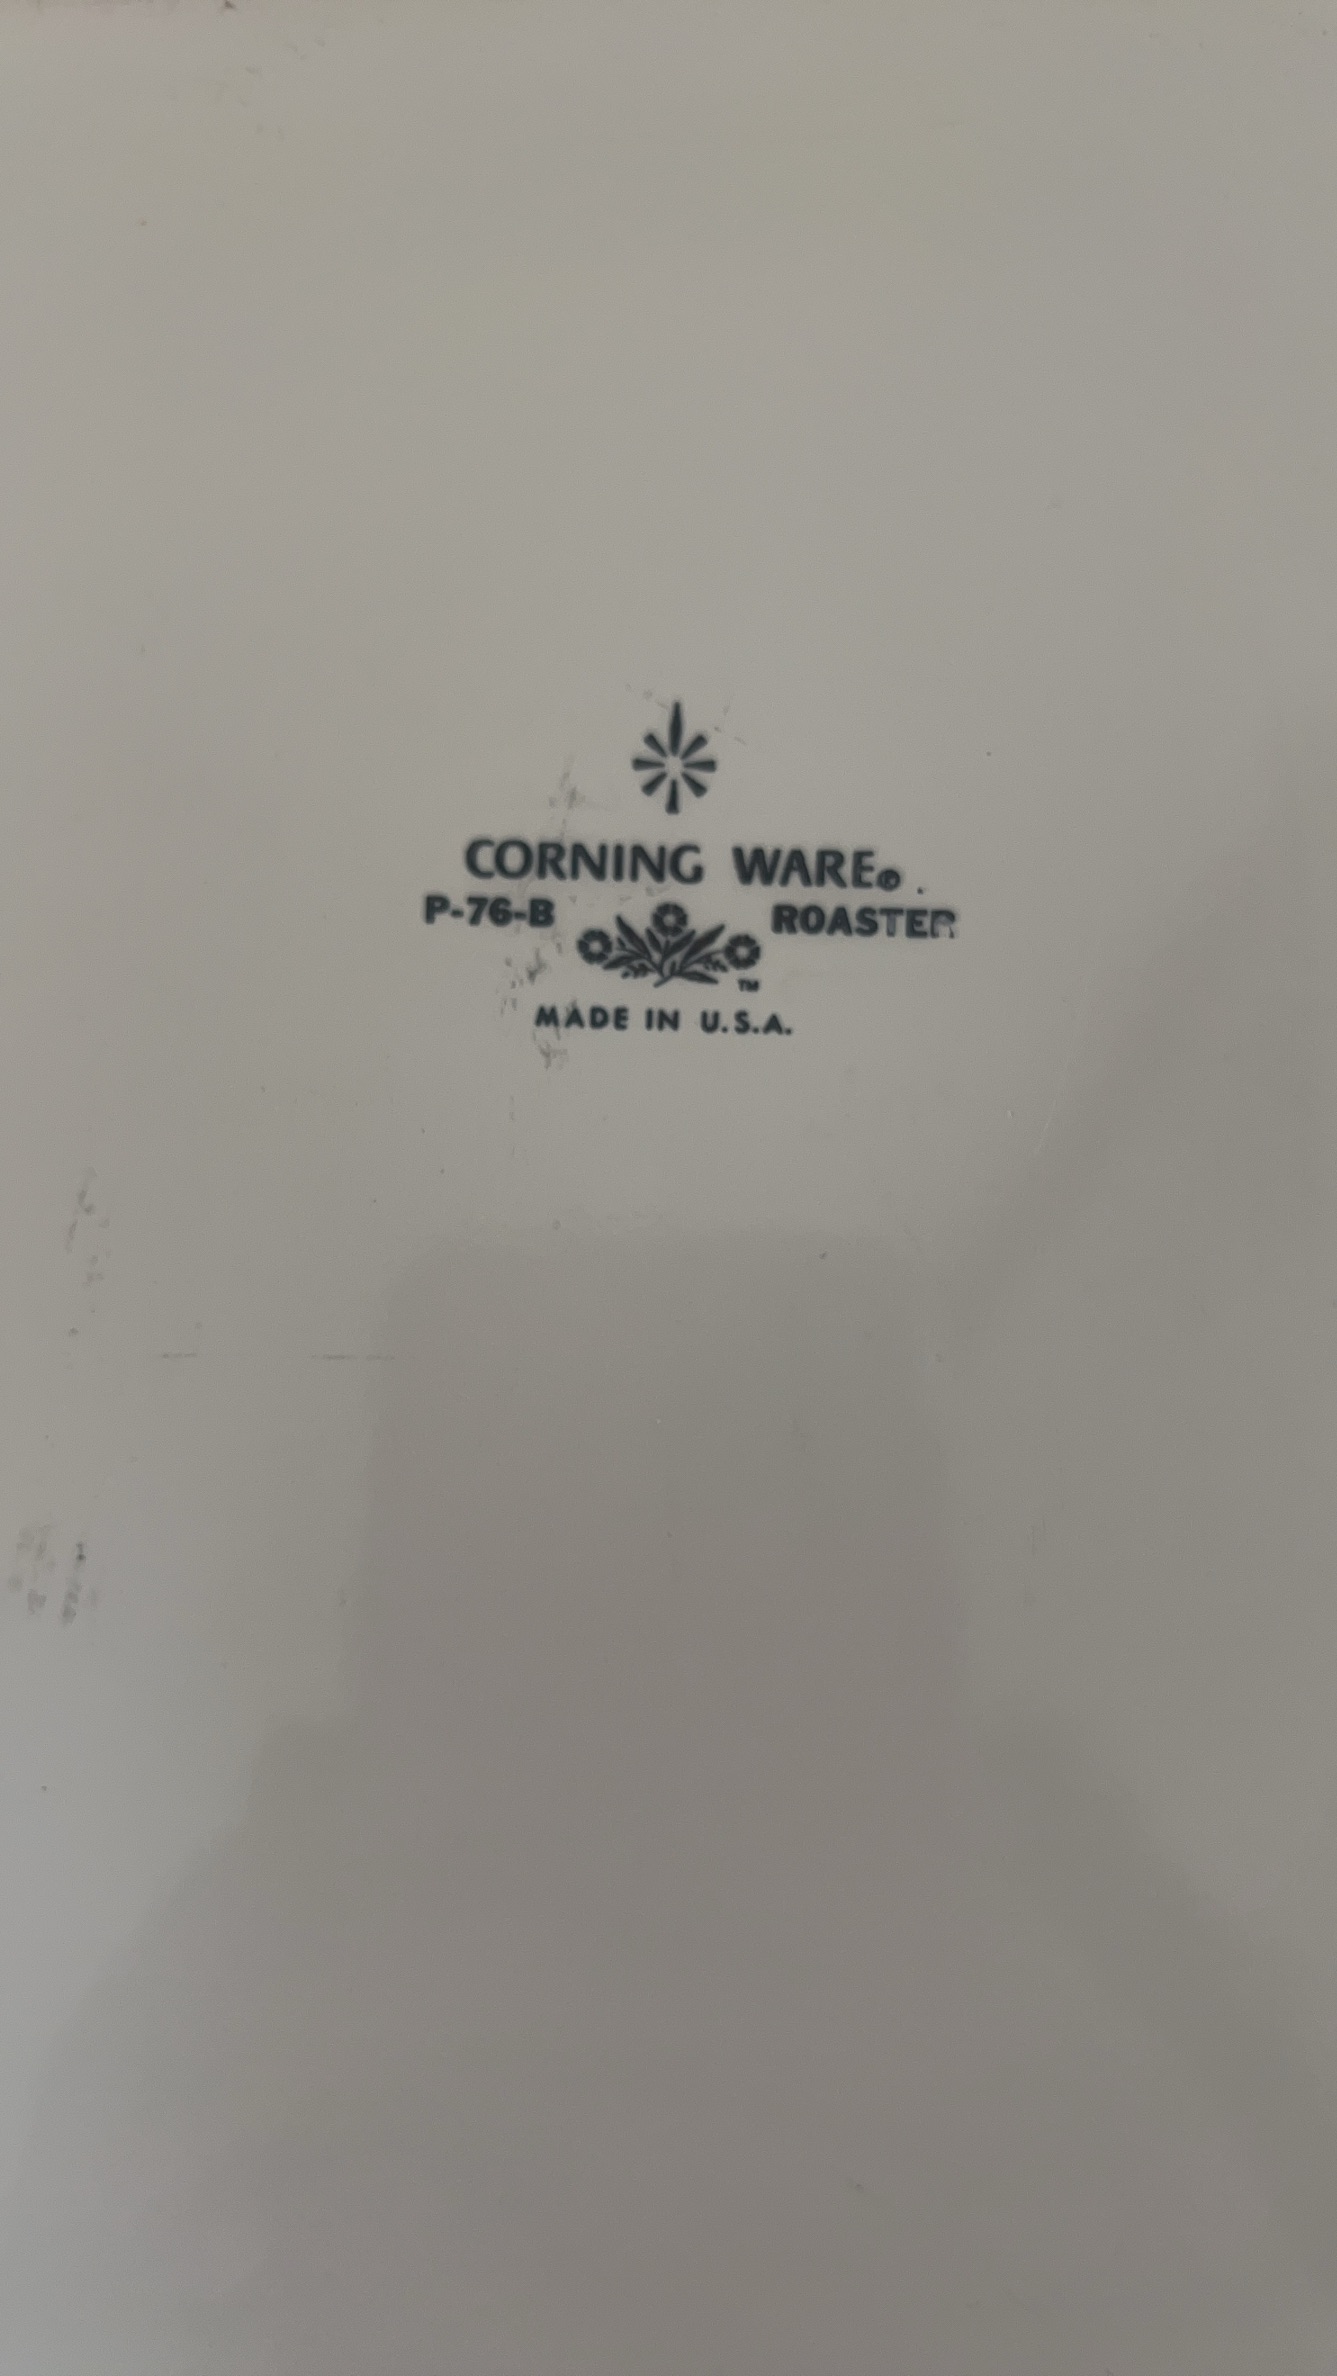 CORNING WARE® .
P-76-B ROASTER
TM
MADE IN U.S.A.